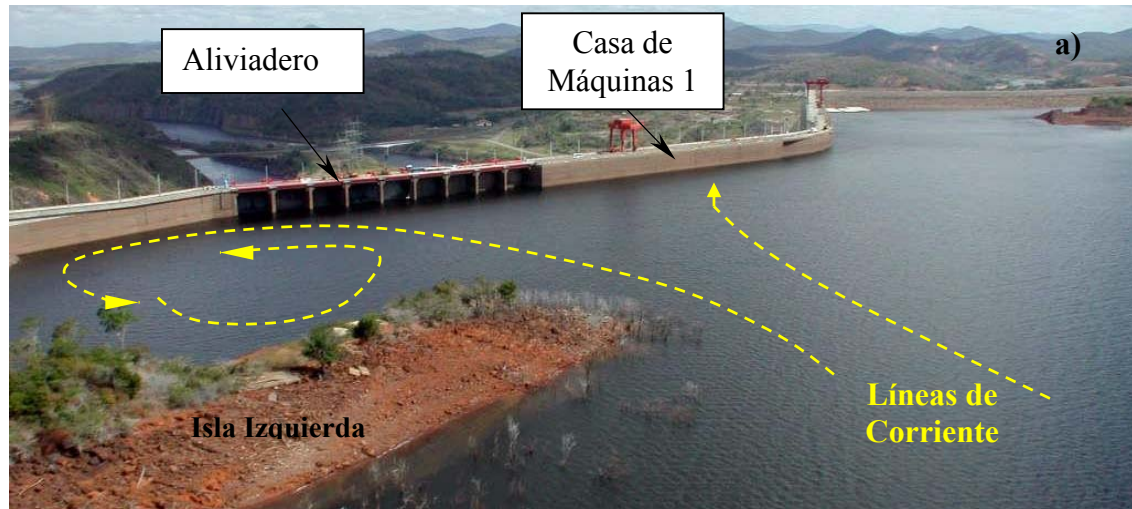 a)
Aliviadero
Casa de
Máquinas 1
Líneas de
Corriente
Isla Izquierda